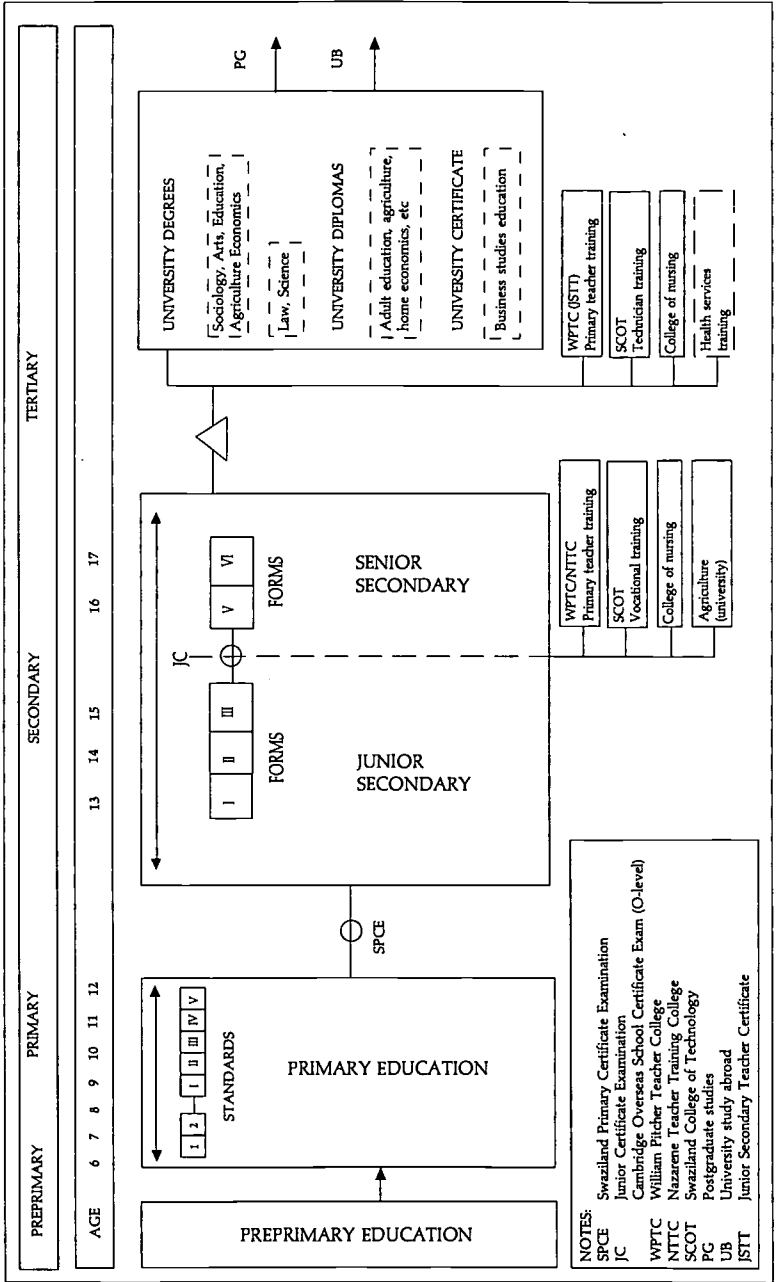 PREPRIMARY PRIMARY SECONDARY TERTIARY
AGE 6 7 8 9 10 11 12 13 14 15 16 17
PREPRIMARY EDUCATION
1 2 I II III IV V
STANDARDS
PRIMARY EDUCATION
SPCE
I II III
FORMS
JC
V VI
FORMS
JUNIOR
SECONDARY
SENIOR
SECONDARY
WPTC/NTTC
Primary teacher training
SCOT
Vocational training
College of nursing
Agriculture
(university)
UNIVERSITY DEGREES
Sociology, Arts, Education,
Agriculture Economics
Law, Science
UNIVERSITY DIPLOMAS
Adult education, agriculture,
home economics, etc
UNIVERSITY CERTIFICATE
Business studies education
PG
UB
WPTC (JSTT)
Primary teacher training
SCOT
Technician training
College of nursing
Health services
training
NOTES:
SPCE Swaziland Primary Certificate Examination
JC Junior Certificate Examination
Cambridge Overseas School Certificate Exam (O-level)
WPTC William Pitcher Teacher College
NTTC Nazarene Teacher Training College
SCOT Swaziland College of Technology
PG Postgraduate studies
UB University study abroad
JSTT Junior Secondary Teacher Certificate